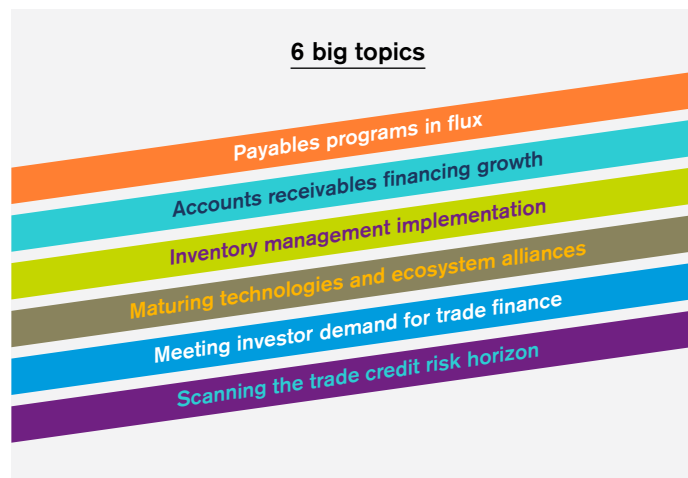 6 big topics
Payables programs in flux
Accounts receivables financing growth
Inventory management implementation
Maturing technologies and ecosystem alliances
Meeting investor demand for trade finance
Scanning the trade credit risk horizon